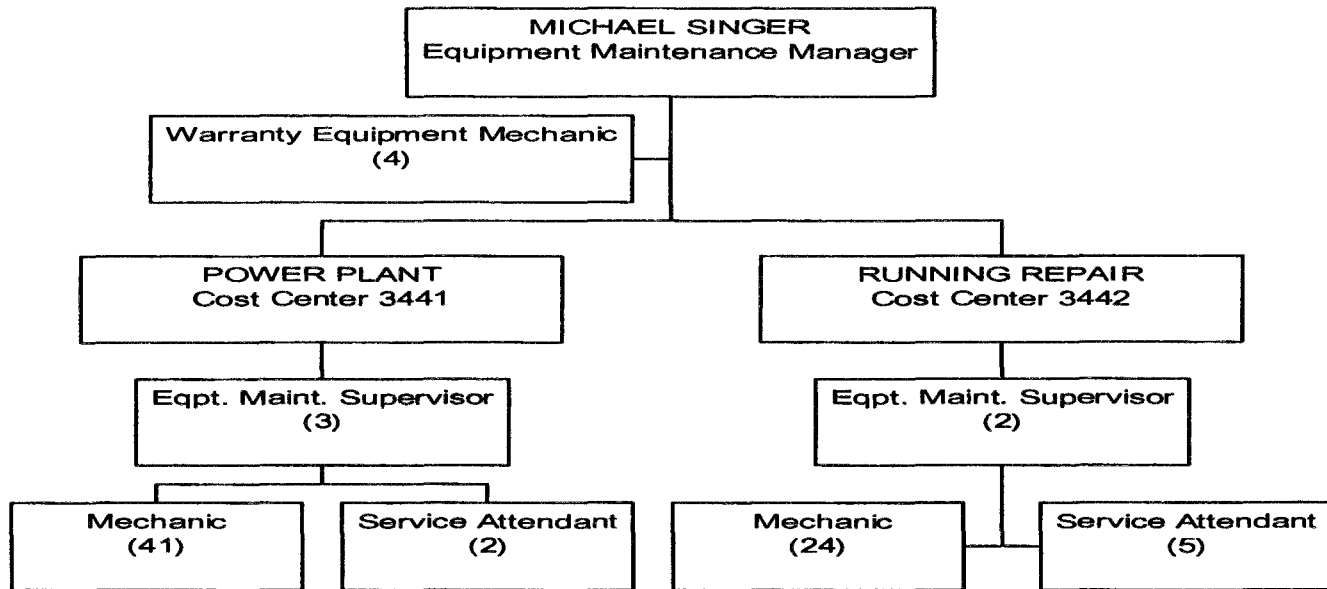 MICHAEL SINGER
Equipment Maintenance Manager
Warranty Equipment Mechanic
(4)
POWER PLANT
Cost Center 3441
RUNNING REPAIR
Cost Center 3442
Eqpt. Maint. Supervisor
(3)
Eqpt. Maint. Supervisor
(2)
Mechanic
(41)
Service Attendant
(2)
Mechanic
(24)
Service Attendant
(5)